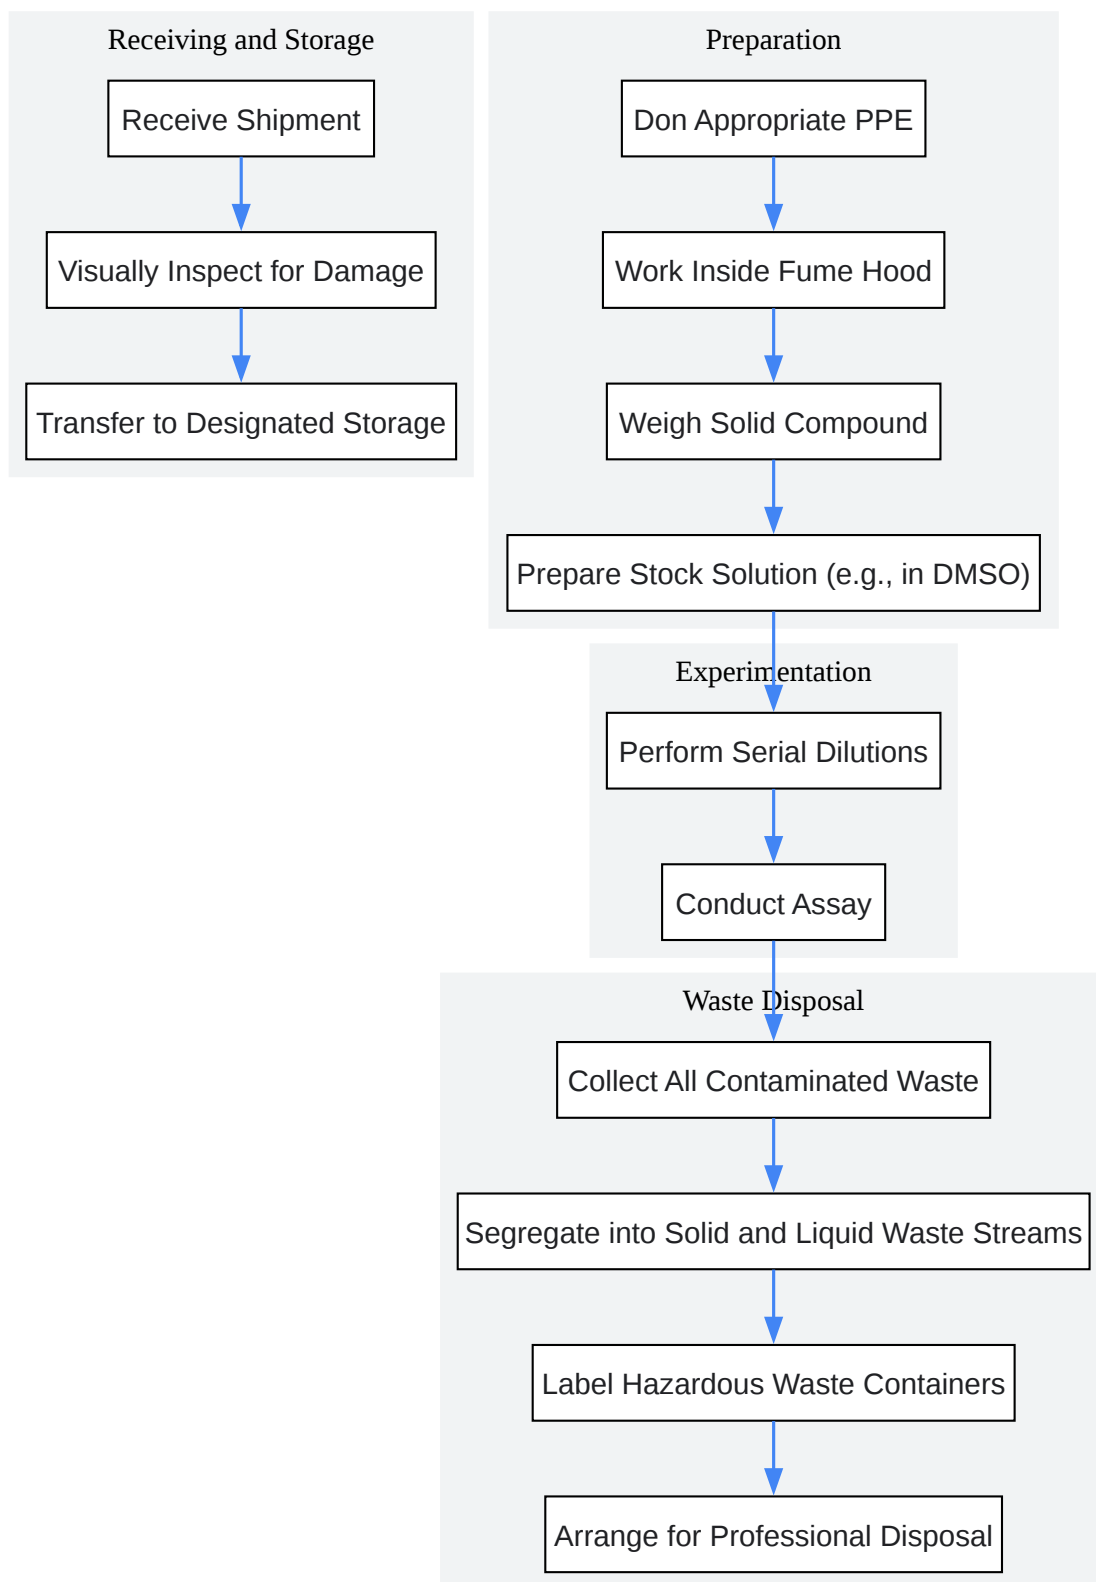 Receiving and Storage
Receive Shipment
Visually Inspect for Damage
Transfer to Designated Storage
Preparation
Don Appropriate PPE
Work Inside Fume Hood
Weigh Solid Compound
Prepare Stock Solution (e.g., in DMSO)
Experimentation
Perform Serial Dilutions
Conduct Assay
Waste Disposal
Collect All Contaminated Waste
Segregate into Solid and Liquid Waste Streams
Label Hazardous Waste Containers
Arrange for Professional Disposal